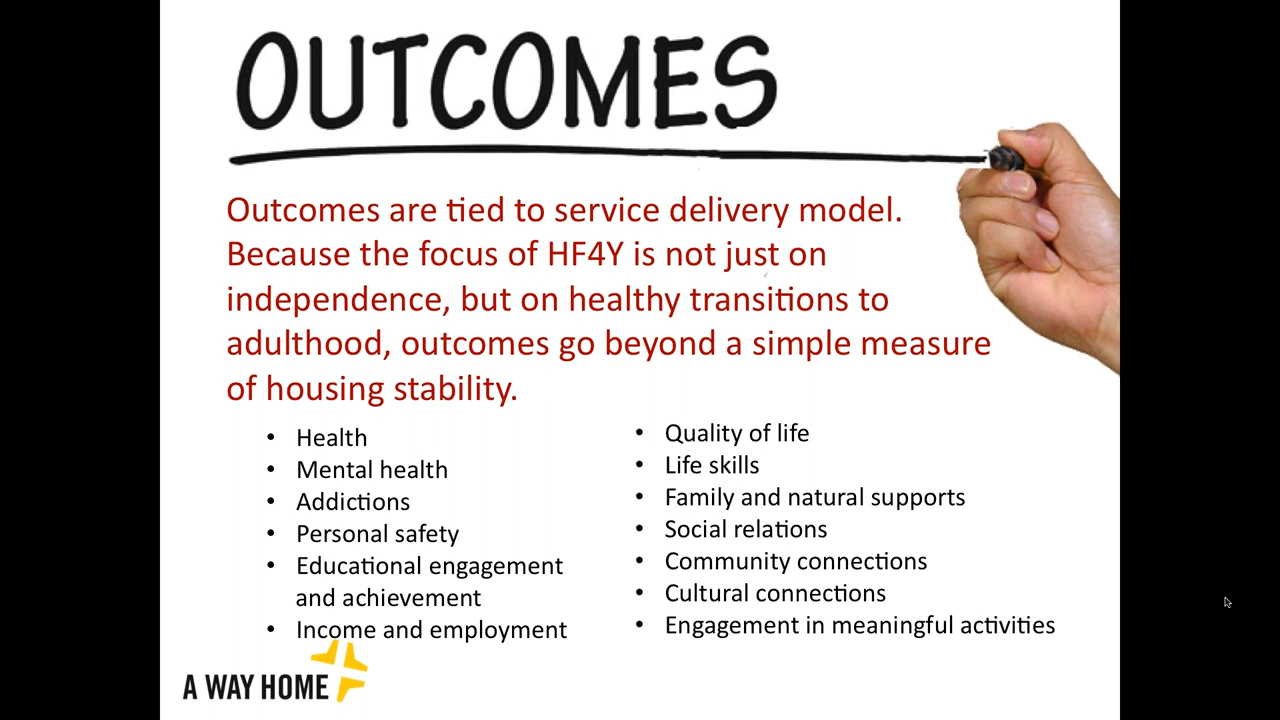 OUTCOMES
Outcomes are tied to service delivery model.
Because the focus of HF4Y is not just on
independence, but on healthy transitions to
adulthood, outcomes go beyond a simple measure
of housing stability.
• Health
• Mental health
• Addictions
• Personal safety
• Educational engagement
and achievement
• Income and employment
• Quality of life
• Life skills
• Family and natural supports
• Social relations
• Community connections
• Cultural connections
• Engagement in meaningful activities
A WAY HOME